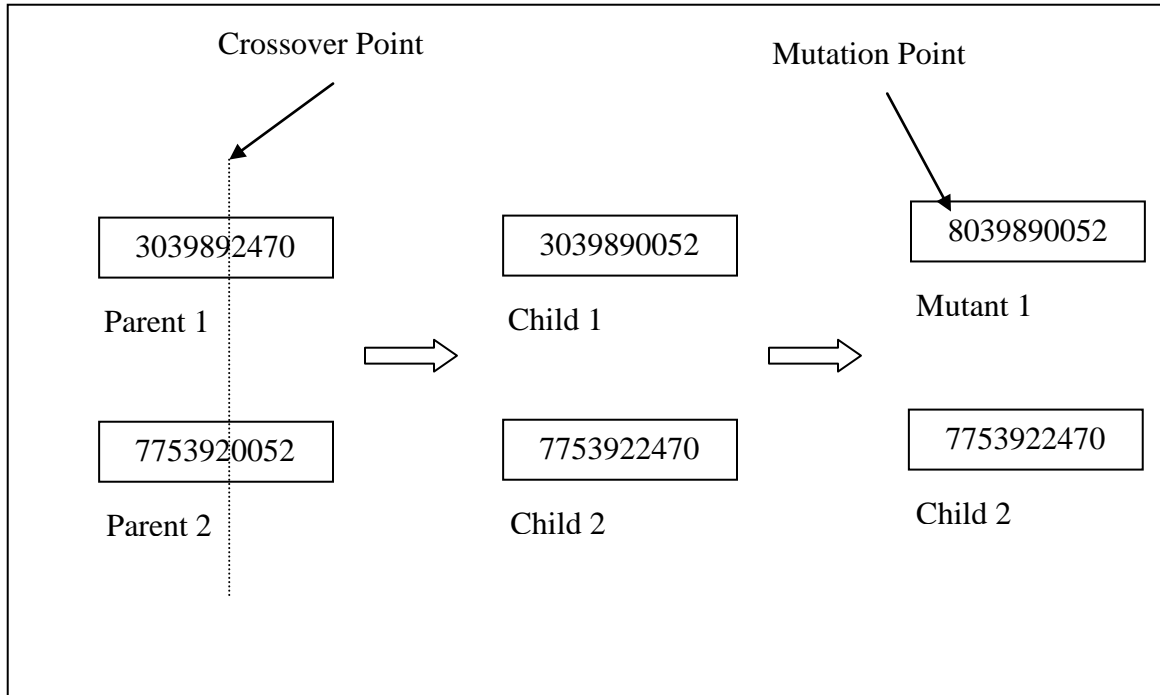 Crossover Point
Mutation Point
3039892470
3039890052
8039890052
Parent 1
Child 1
Mutant 1
7753920052
7753922470
7753922470
Parent 2
Child 2
Child 2